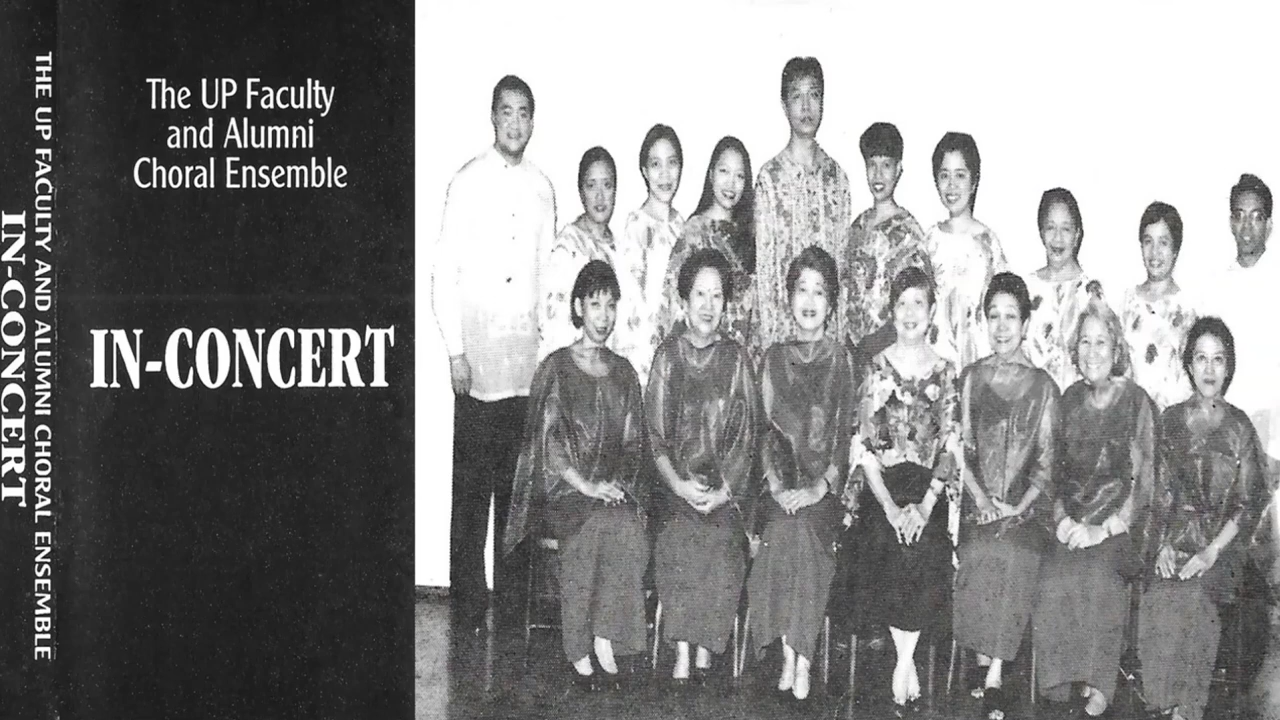 THE UP FACULTY AND ALUMNI CHORAL ENSEMBLE
IN-CONCERT
The UP Faculty
and Alumni
Choral Ensemble
IN-CONCERT